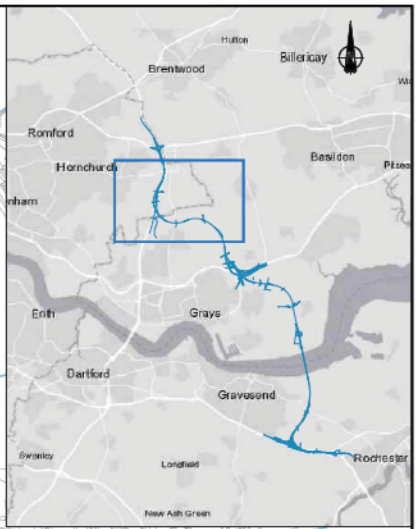 Hutton
Billericay
Brentwood
Romford
Basildon
Hornchurch
Pitsea
nham
Erith
Grays
Dartford
Gravesend
Swanley
Longfield
Rochester
New Ash Green